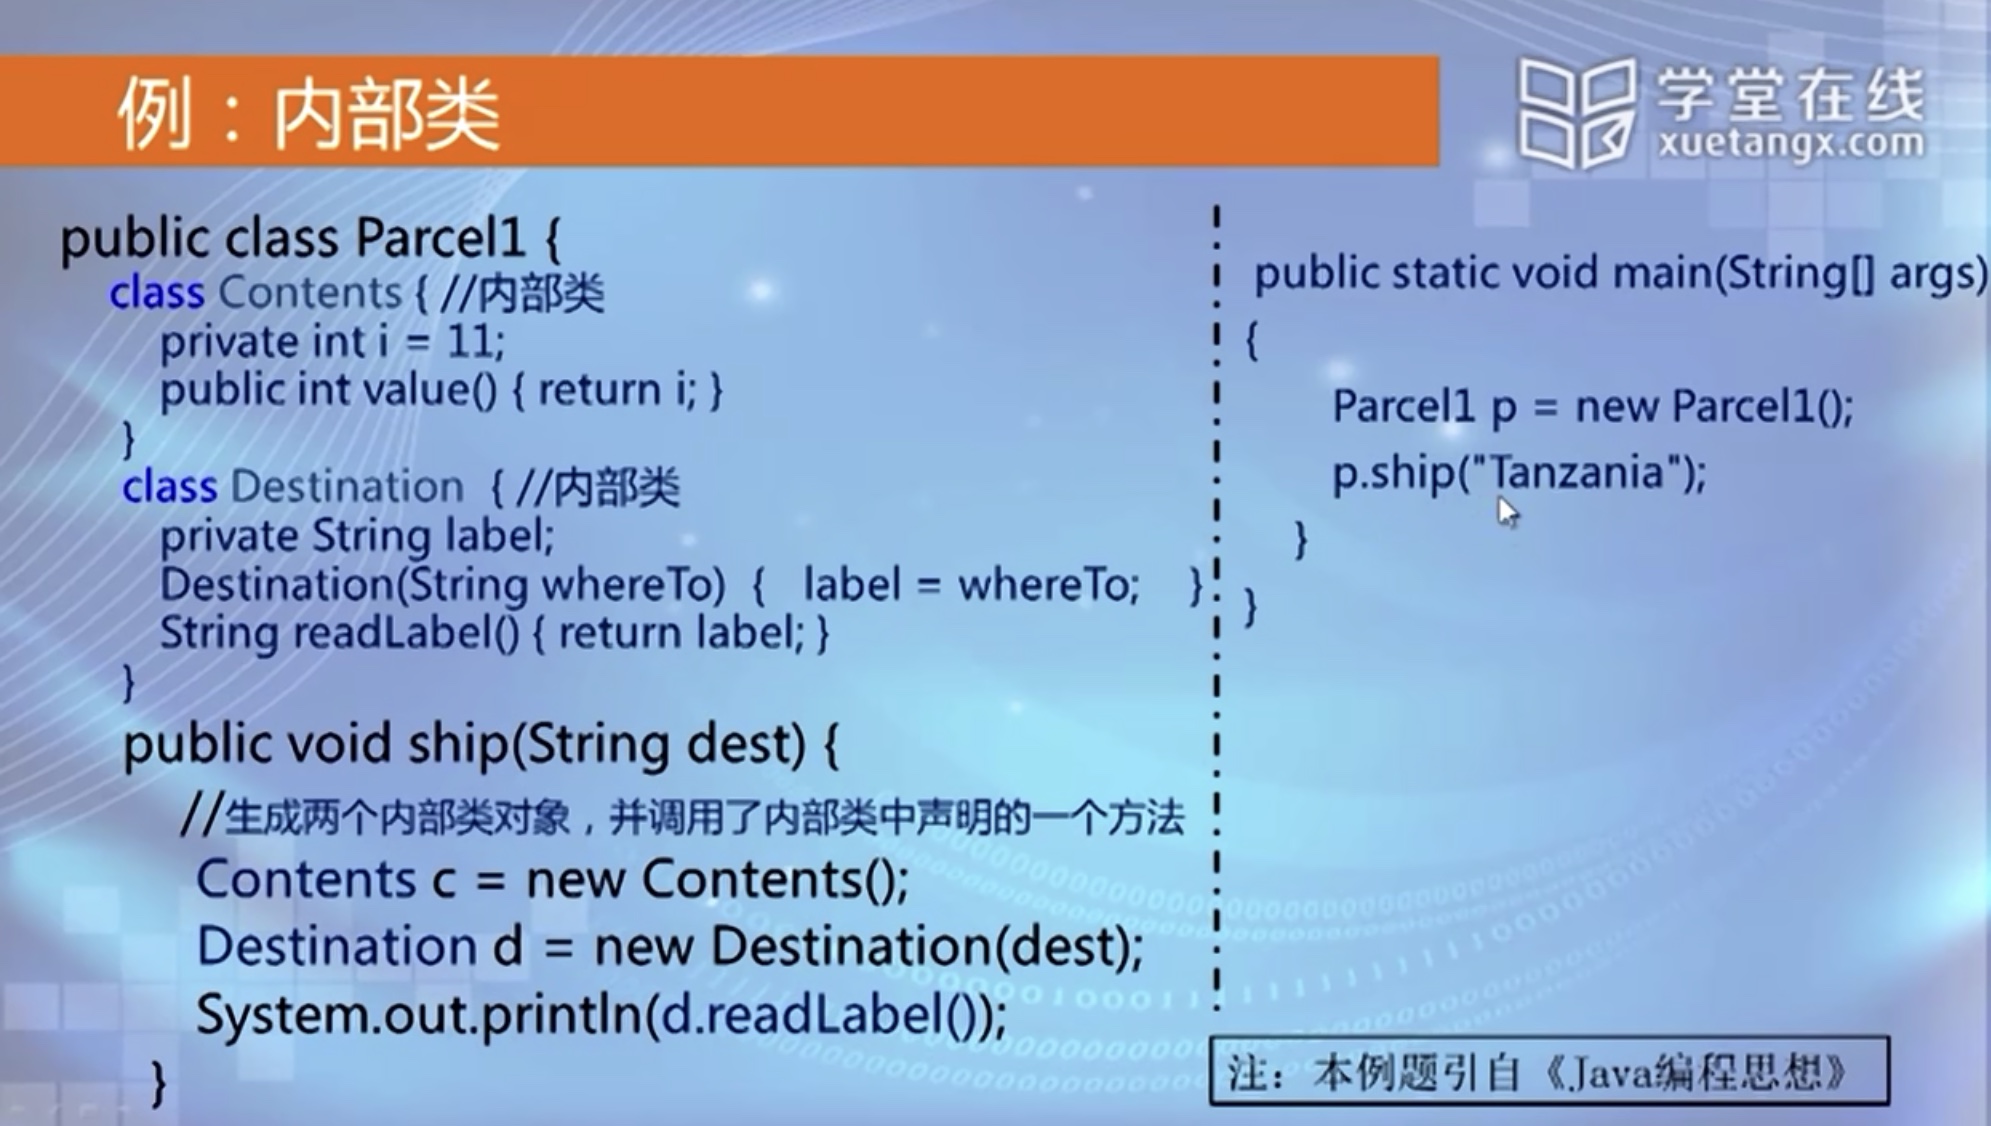 例：内部类
学堂在线
xuetangx.com
public class Parcel1 {
class Contents { //内部类
private int i = 11;
public int value() { return i; }
}
class Destination { //内部类
private String label;
Destination(String whereTo) { label = whereTo; }
String readLabel() { return label; }
}
public void ship(String dest) {
//生成两个内部类对象，并调用了内部类中声明的一个方法
Contents c = new Contents();
Destination d = new Destination(dest);
System.out.println(d.readLabel());
}
public static void main(String[] args)
{
Parcel1 p = new Parcel1();
p.ship("Tanzania");
}
}
注：本例题引自《Java编程思想》